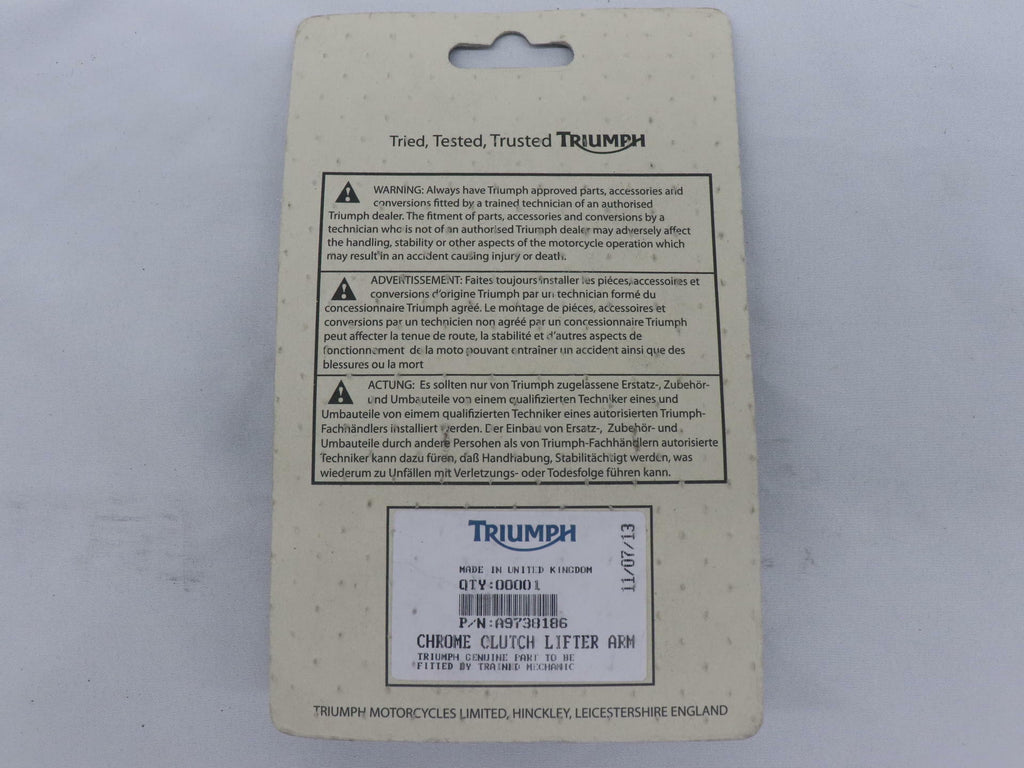 Tried, Tested, Trusted TRIUMPH
WARNING: Always have Triumph approved parts, accessories and
conversions fitted by a trained technician of an authorised
Triumph dealer. The fitment of parts, accessories and conversions by a
technician who is not of an authorised Triumph dealer may adversely affect
the handling, stability or other aspects of the motorcycle operation which
may result in an accident causing injury or death.
ADVERTISSEMENT: Faites toujours installer les piéces, accessoires et
conversions d'origine Triumph par un technician formé du
concessionnaire Triumph agréé. Le montage de piéces, accessoires et
conversions par un technicien non agréé par un concessionnaire Triumph
peut affecter la tenue de route, la stabilité et d'autres aspects de
fonctionnement de la moto pouvant entraîner un accident ainsi que des
blessures ou la mort
ACTUNG: Es sollten nur von Triumph zugelassene Erstatz-, Zubehör-
und Umbauteile von einem qualifizierten Techniker eines und
Umbauteile von eimem qualifizierten Techniker eines autorisierten Triumph-
Fachhändlers installiert werden. Der Einbau von Ersatz-, Zubehör- und
Umbauteile durch andere Persohen als von Triumph-Fachhändlern autorisierte
Techniker kann dazu füren, daß Handhabung, Stabilitächtigt werden, was
wiederum zu Unfällen mit Verletzungs- oder Todesfolge führen kann.
TRIUMPH
11/07/13
MADE IN UNITED KINGDOM
QTY:00001
P/N:A9738186
CHROME CLUTCH LIFTER ARM
TRIUMPH GENUINE PART TO BE
FITTED BY TRAINED MECHANIC
TRIUMPH MOTORCYCLES LIMITED, HINCKLEY, LEICESTERSHIRE ENGLAND